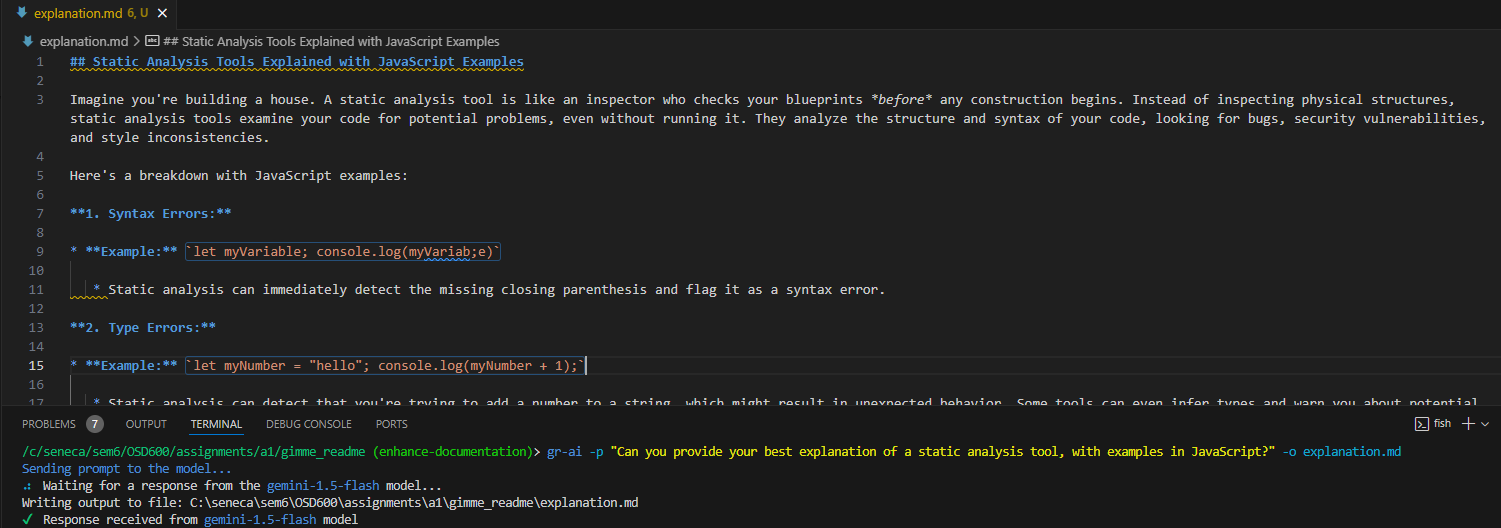 explanation.md 6, U
explanation.md > ## Static Analysis Tools Explained with JavaScript Examples
1 ## Static Analysis Tools Explained with JavaScript Examples
2
3 Imagine you're building a house. A static analysis tool is like an inspector who checks your blueprints *before* any construction begins. Instead of inspecting physical structures,
static analysis tools examine your code for potential problems, even without running it. They analyze the structure and syntax of your code, looking for bugs, security vulnerabilities,
and style inconsistencies.
4
5 Here's a breakdown with JavaScript examples:
6
7 **1. Syntax Errors:**
8
9 * **Example:** `let myVariable; console.log(myVariab;e)`
10
11 * Static analysis can immediately detect the missing closing parenthesis and flag it as a syntax error.
12
13 **2. Type Errors:**
14
15 * **Example:** `let myNumber = "hello"; console.log(myNumber + 1);`
16
17 * Static analysis can detect that you're trying to add a number to a string, which might result in unexpected behavior. Some tools can even infer types and warn you about potential
PROBLEMS 7 OUTPUT TERMINAL DEBUG CONSOLE PORTS fish
/c/seneca/sem6/OSD600/assignments/a1/gimme_readme (enhance-documentation)> gr-ai -p "Can you provide your best explanation of a static analysis tool, with examples in JavaScript?" -o explanation.md
Sending prompt to the model...
Waiting for a response from the gemini-1.5-flash model...
Writing output to file: C:\seneca\sem6\OSD600\assignments\a1\gimme_readme\explanation.md
✓ Response received from gemini-1.5-flash model